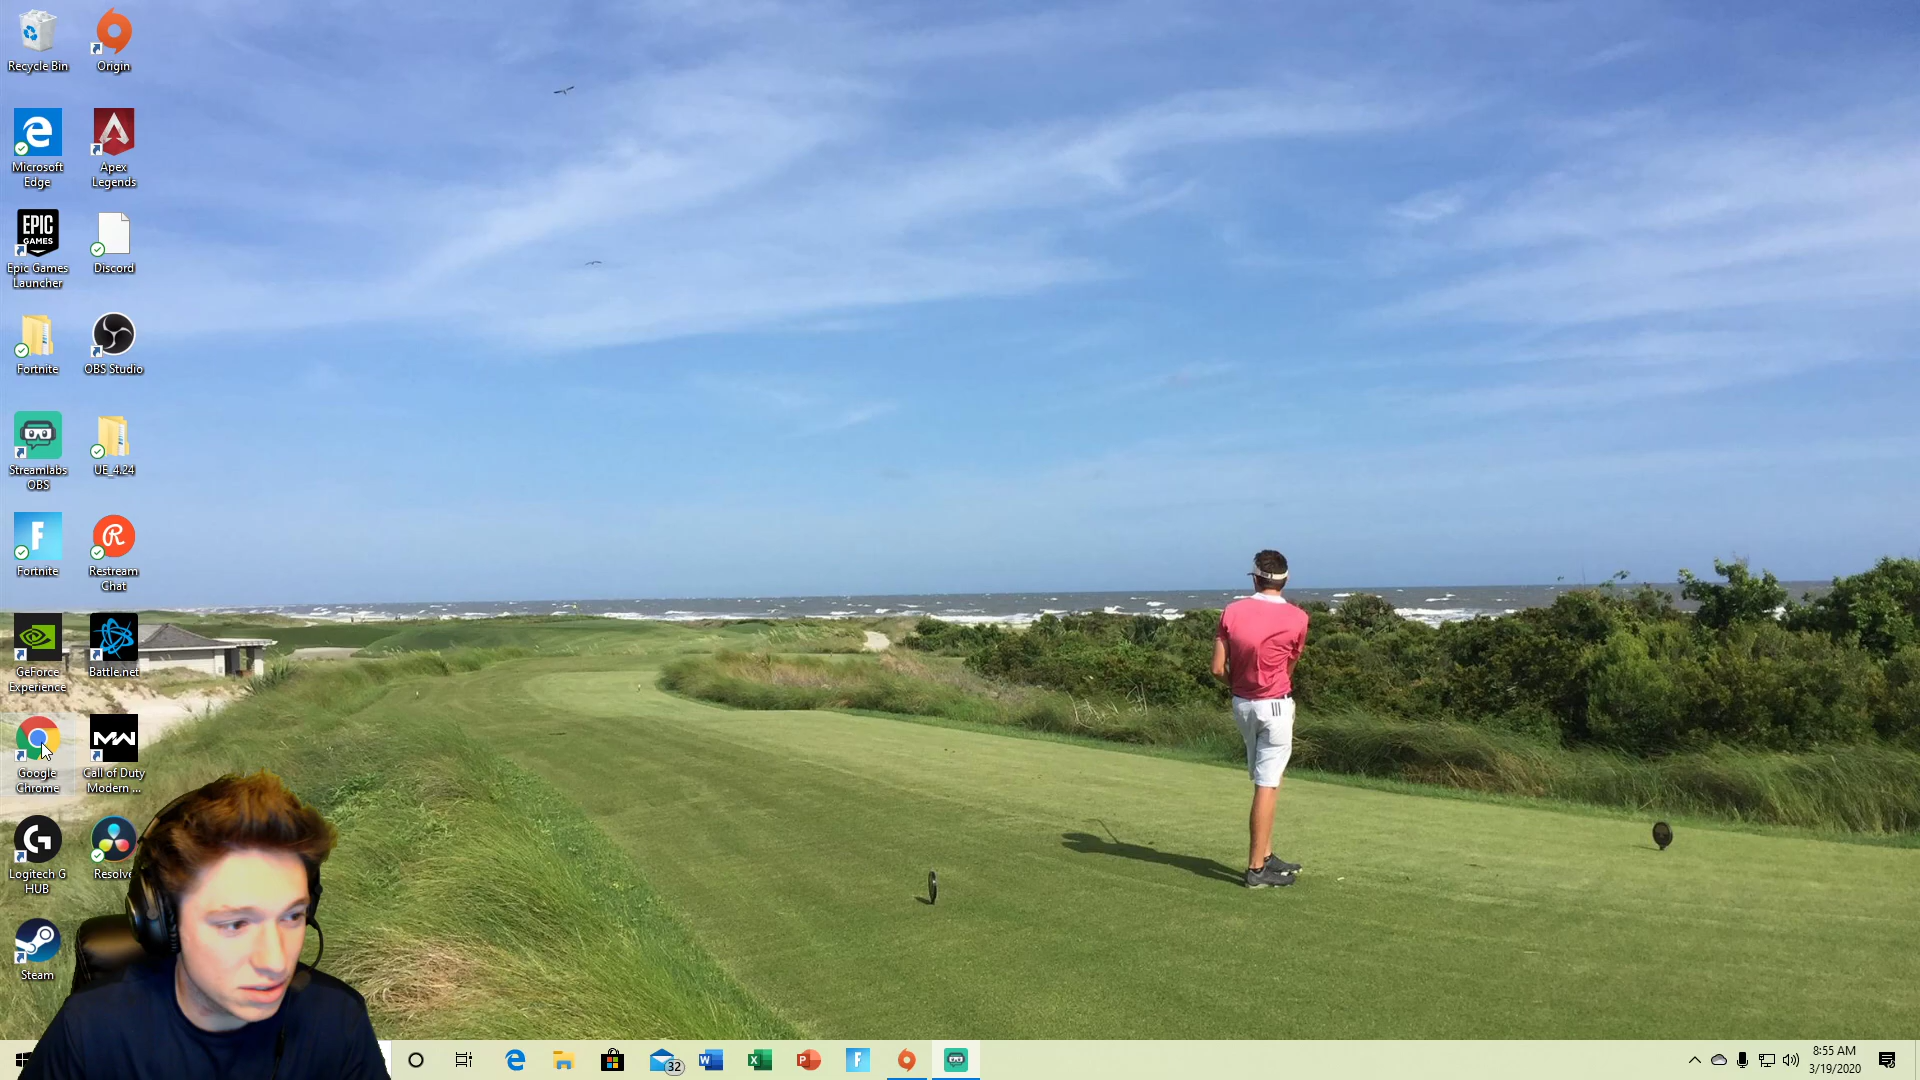 Recycle Bin
Origin
Microsoft
Edge
Apex
Legends
EPIC
GAMES
Epic Games
Launcher
Discord
Fortnite
OBS Studio
Streamlabs
OBS
UE_4.24
F
Fortnite
R
Restream
Chat
GeForce
Experience
Battle.net
Google
Chrome
MW
Call of Duty
Modern ...
G
Logitech G
HUB
Resolve
Steam
32
W
X
P
F
8:55 AM
3/19/2020